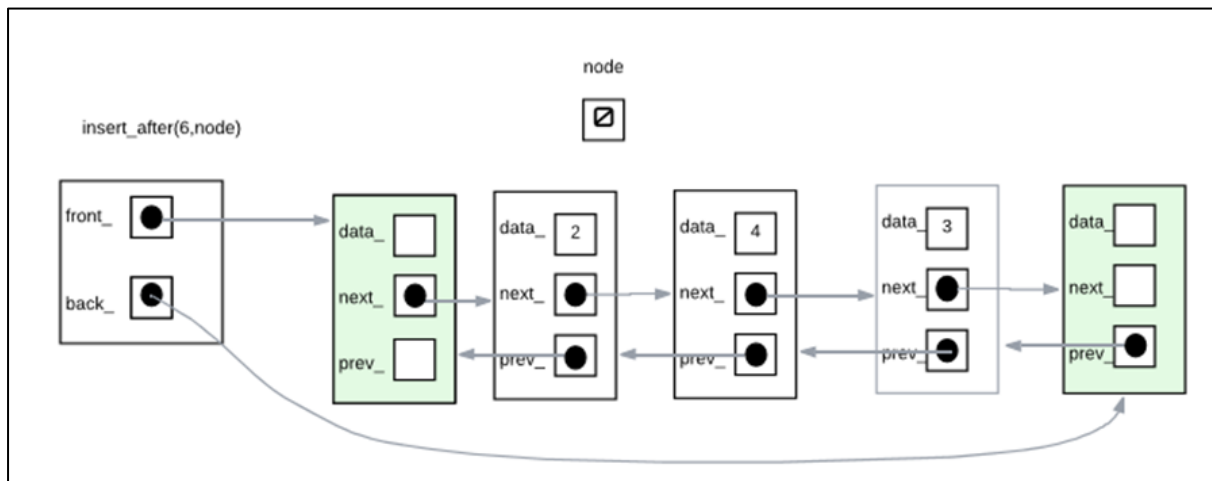 node
insert_after(6,node)
front_
back_
data_
next_
prev_
data_ 2
next_
prev_
data_ 4
next_
prev_
data_ 3
next_
prev_
data_
next_
prev_